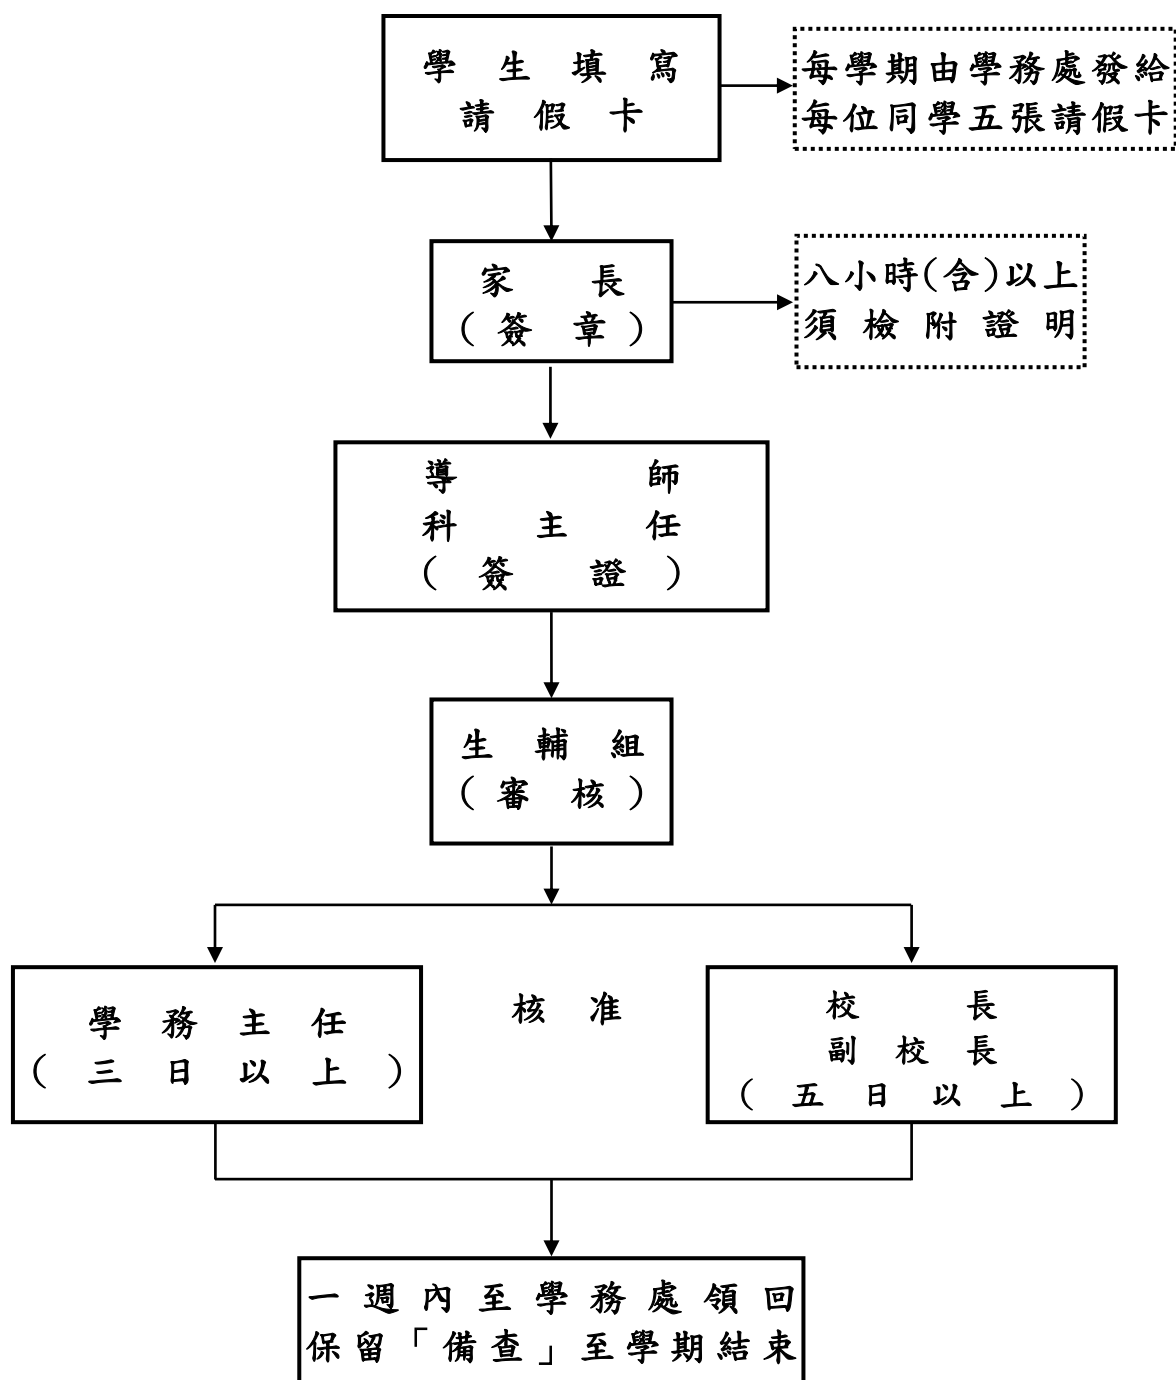 學生填寫
請假卡
每學期由學務處發給
每位同學五張請假卡
家長
(簽章)
八小時(含)以上
須檢附證明
導師
科主任
(簽證)
生輔組
(審核)
學務主任
(三日以上)
核准
校長
副校長
(五日以上)
一週內至學務處領回
保留「備查」至學期結束